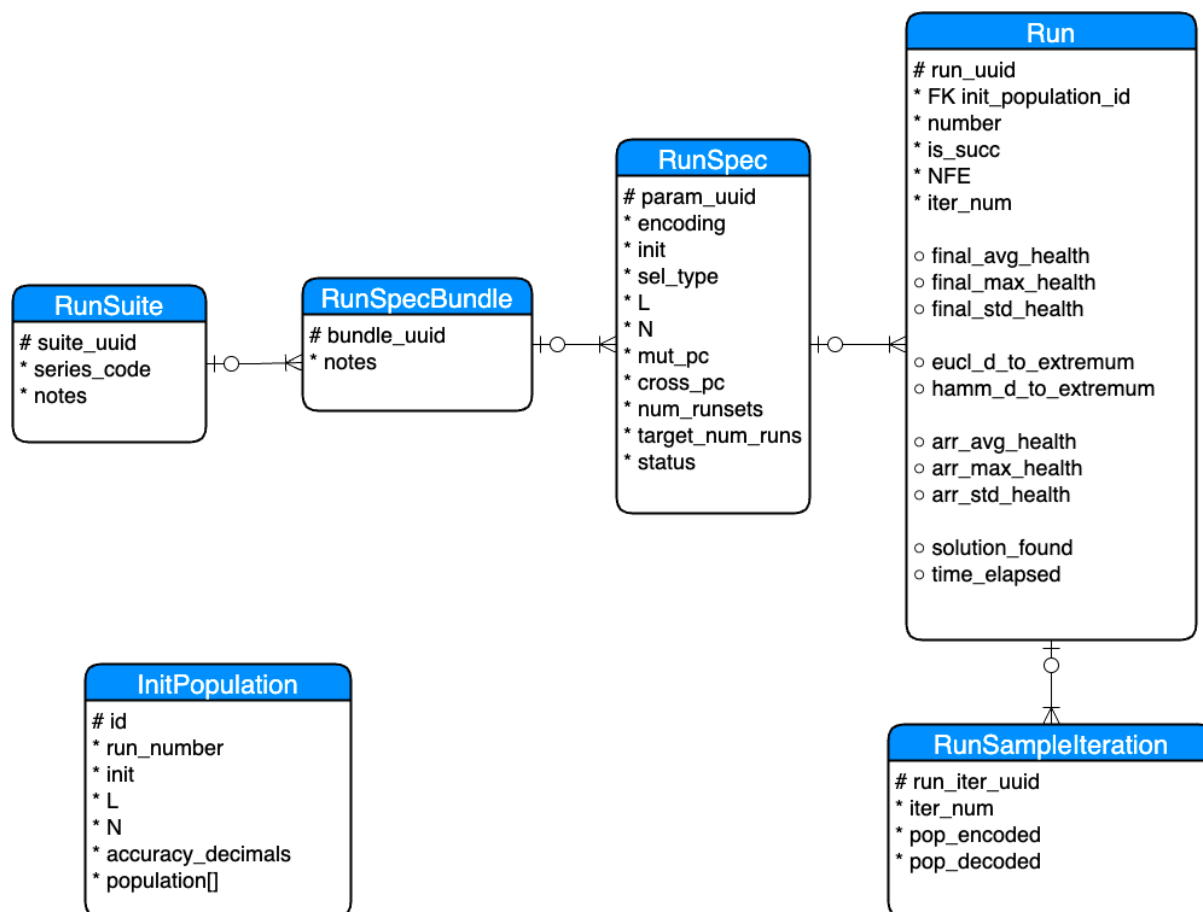 RunSuite
# suite_uuid
* series_code
* notes
RunSpecBundle
# bundle_uuid
* notes
RunSpec
# param_uuid
* encoding
* init
* sel_type
* L
* N
* mut_pc
* cross_pc
* num_runsets
* target_num_runs
* status
Run
# run_uuid
* FK init_population_id
* number
* is_succ
* NFE
* iter_num
○ final_avg_health
○ final_max_health
○ final_std_health
○ eucl_d_to_extremum
○ hamm_d_to_extremum
○ arr_avg_health
○ arr_max_health
○ arr_std_health
○ solution_found
○ time_elapsed
InitPopulation
# id
* run_number
* init
* L
* N
* accuracy_decimals
* population[]
RunSampleIteration
# run_iter_uuid
* iter_num
* pop_encoded
* pop_decoded